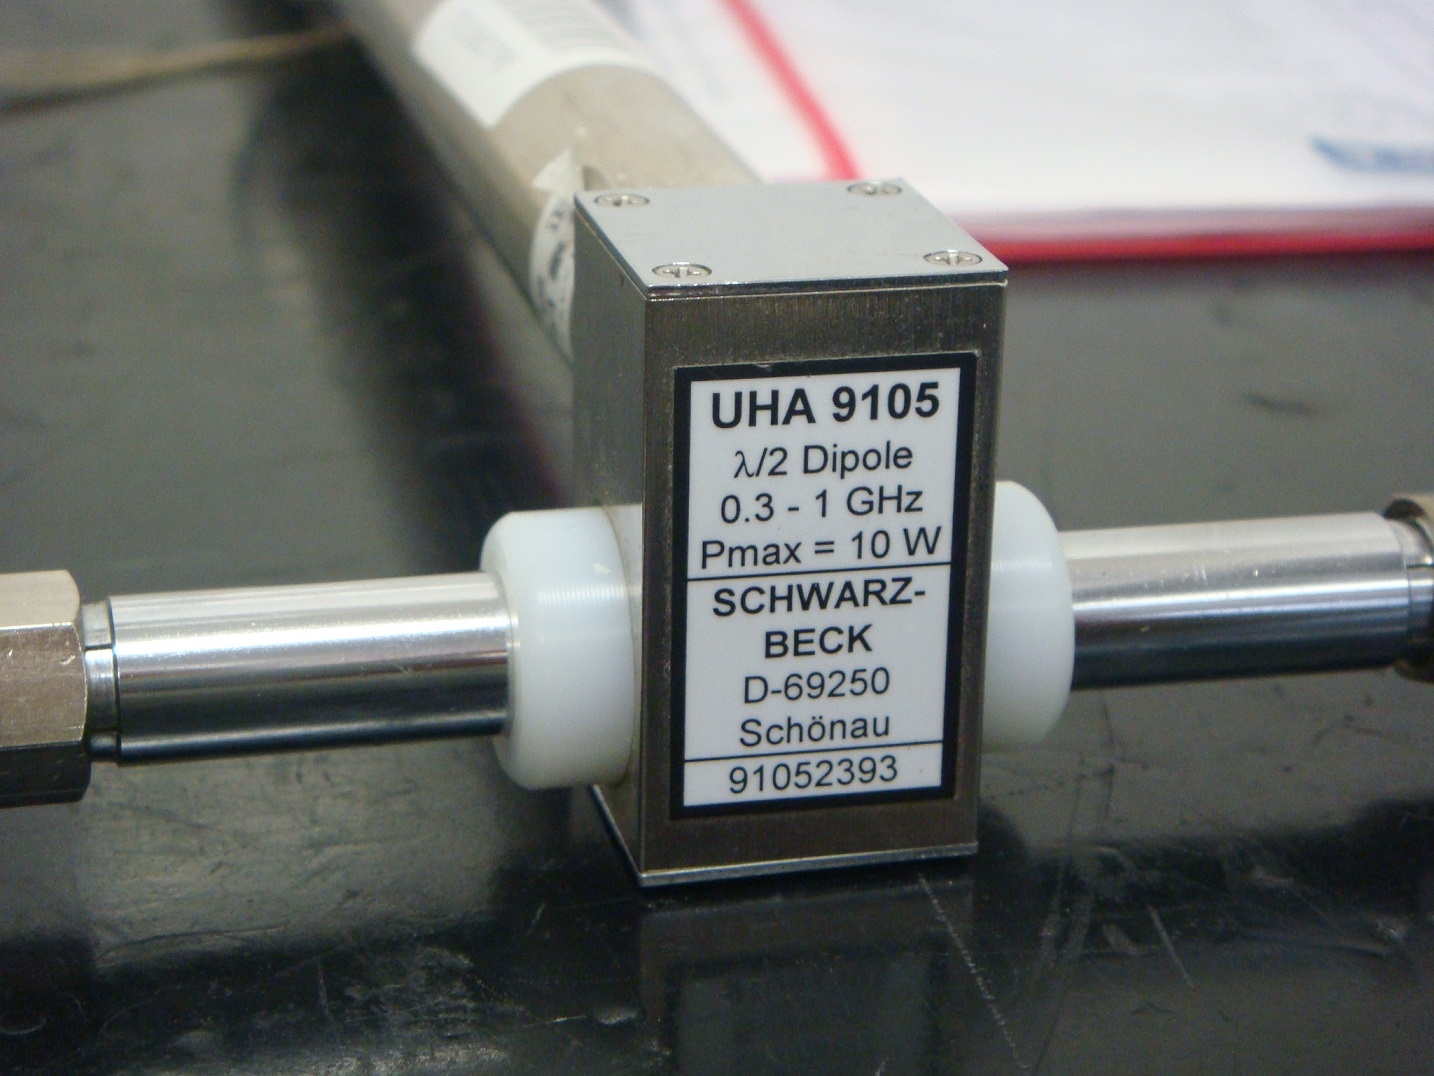 UHA 9105
λ/2 Dipole
0.3 - 1 GHz
Pmax = 10 W
SCHWARZ-
BECK
D-69250
Schönau
91052393